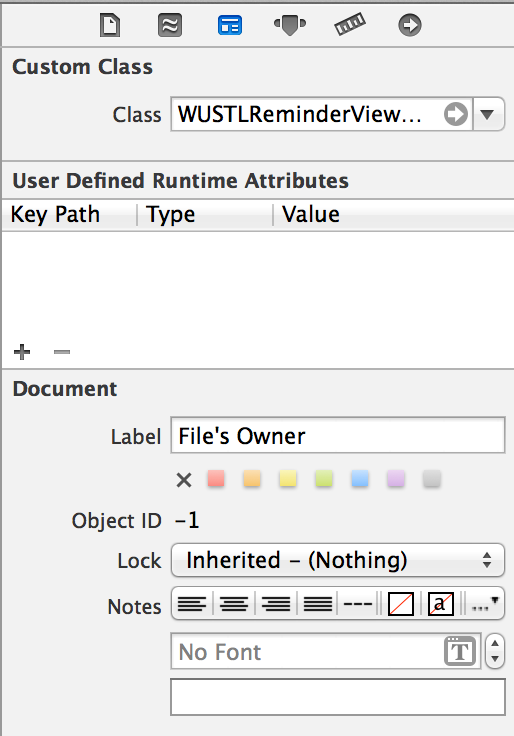 Custom Class
Class WUSTLReminderView...
User Defined Runtime Attributes
Key Path Type Value
Document
Label File's Owner
Object ID -1
Lock Inherited - (Nothing)
Notes --- a ...
No Font T